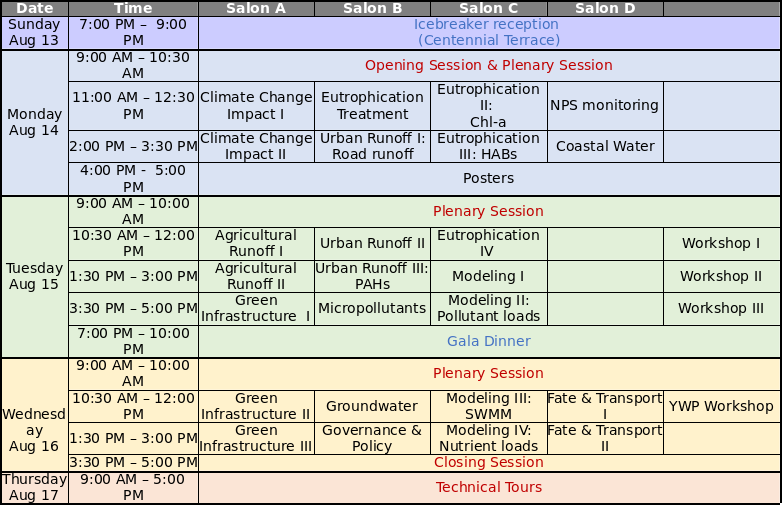 Date Time Salon A Salon B Salon C Salon D
Sunday
Aug 13
7:00 PM – 9:00
PM
Icebreaker reception
(Centennial Terrace)
Monday
Aug 14
9:00 AM – 10:30
AM
Opening Session & Plenary Session
11:00 AM – 12:30
PM
Climate Change
Impact I
Eutrophication
Treatment
Eutrophication
II:
Chl-a
NPS monitoring
2:00 PM – 3:30 PM
Climate Change
Impact II
Urban Runoff I:
Road runoff
Eutrophication
III: HABs
Coastal Water
4:00 PM - 5:00
PM
Posters
Tuesday
Aug 15
9:00 AM – 10:00
AM
Plenary Session
10:30 AM – 12:00
PM
Agricultural
Runoff I
Urban Runoff II
Eutrophication
IV
Workshop I
1:30 PM – 3:00 PM
Agricultural
Runoff II
Urban Runoff III:
PAHs
Modeling I
Workshop II
3:30 PM – 5:00 PM
Green
Infrastructure I
Micropollutants
Modeling II:
Pollutant loads
Workshop III
7:00 PM – 10:00
PM
Gala Dinner
Wednesd
ay
Aug 16
9:00 AM – 10:00
AM
Plenary Session
10:30 AM – 12:00
PM
Green
Infrastructure II
Groundwater
Modeling III:
SWMM
Fate & Transport
I
YWP Workshop
1:30 PM – 3:00 PM
Green
Infrastructure III
Governance &
Policy
Modeling IV:
Nutrient loads
Fate & Transport
II
3:30 PM – 5:00 PM
Closing Session
Thursday
Aug 17
9:00 AM – 5:00
PM
Technical Tours